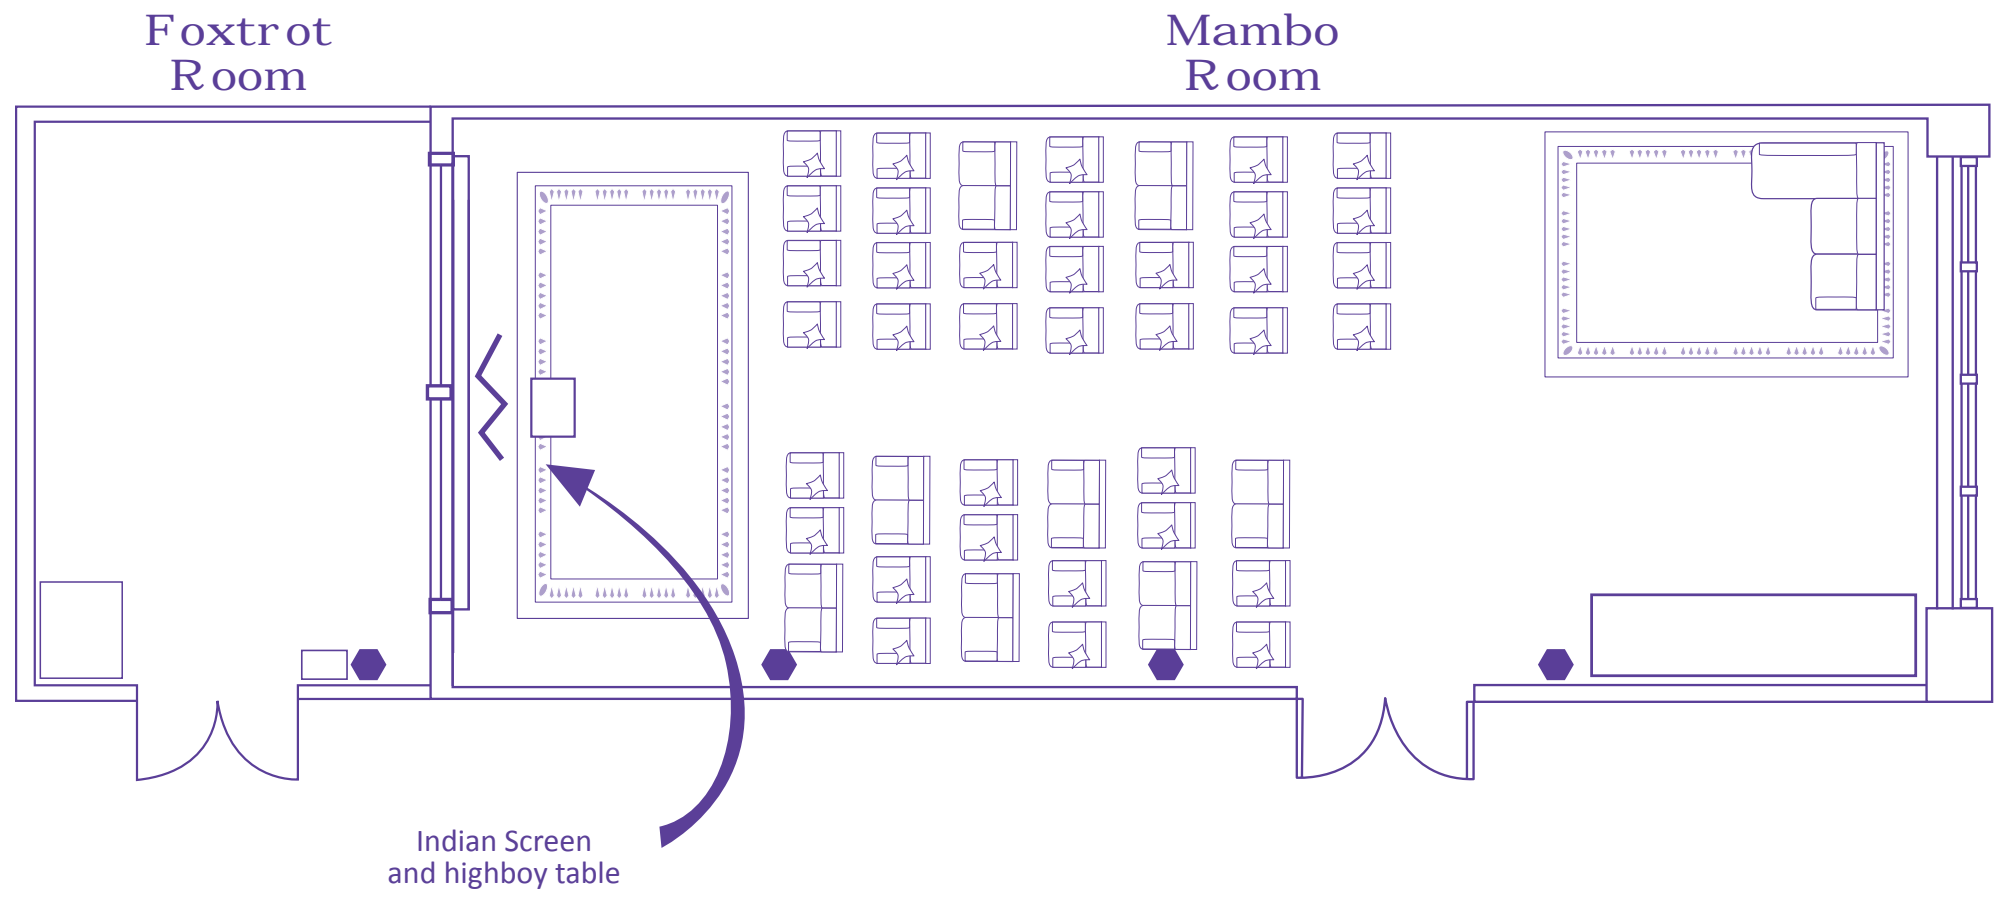 Foxtrot
Room
Mambo
Room
Indian Screen
and highboy table